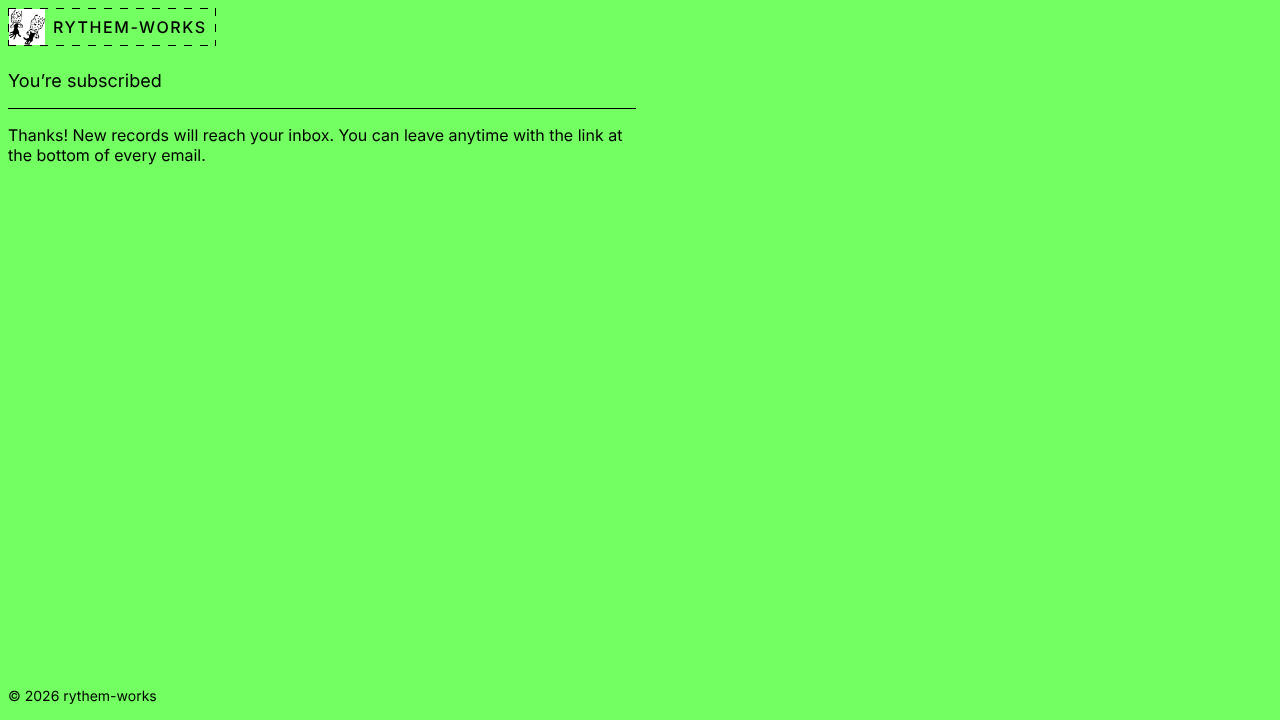 RYTHEM-WORKS
You’re subscribed
Thanks! New records will reach your inbox. You can leave anytime with the link at
the bottom of every email.
© 2026 rythem-works